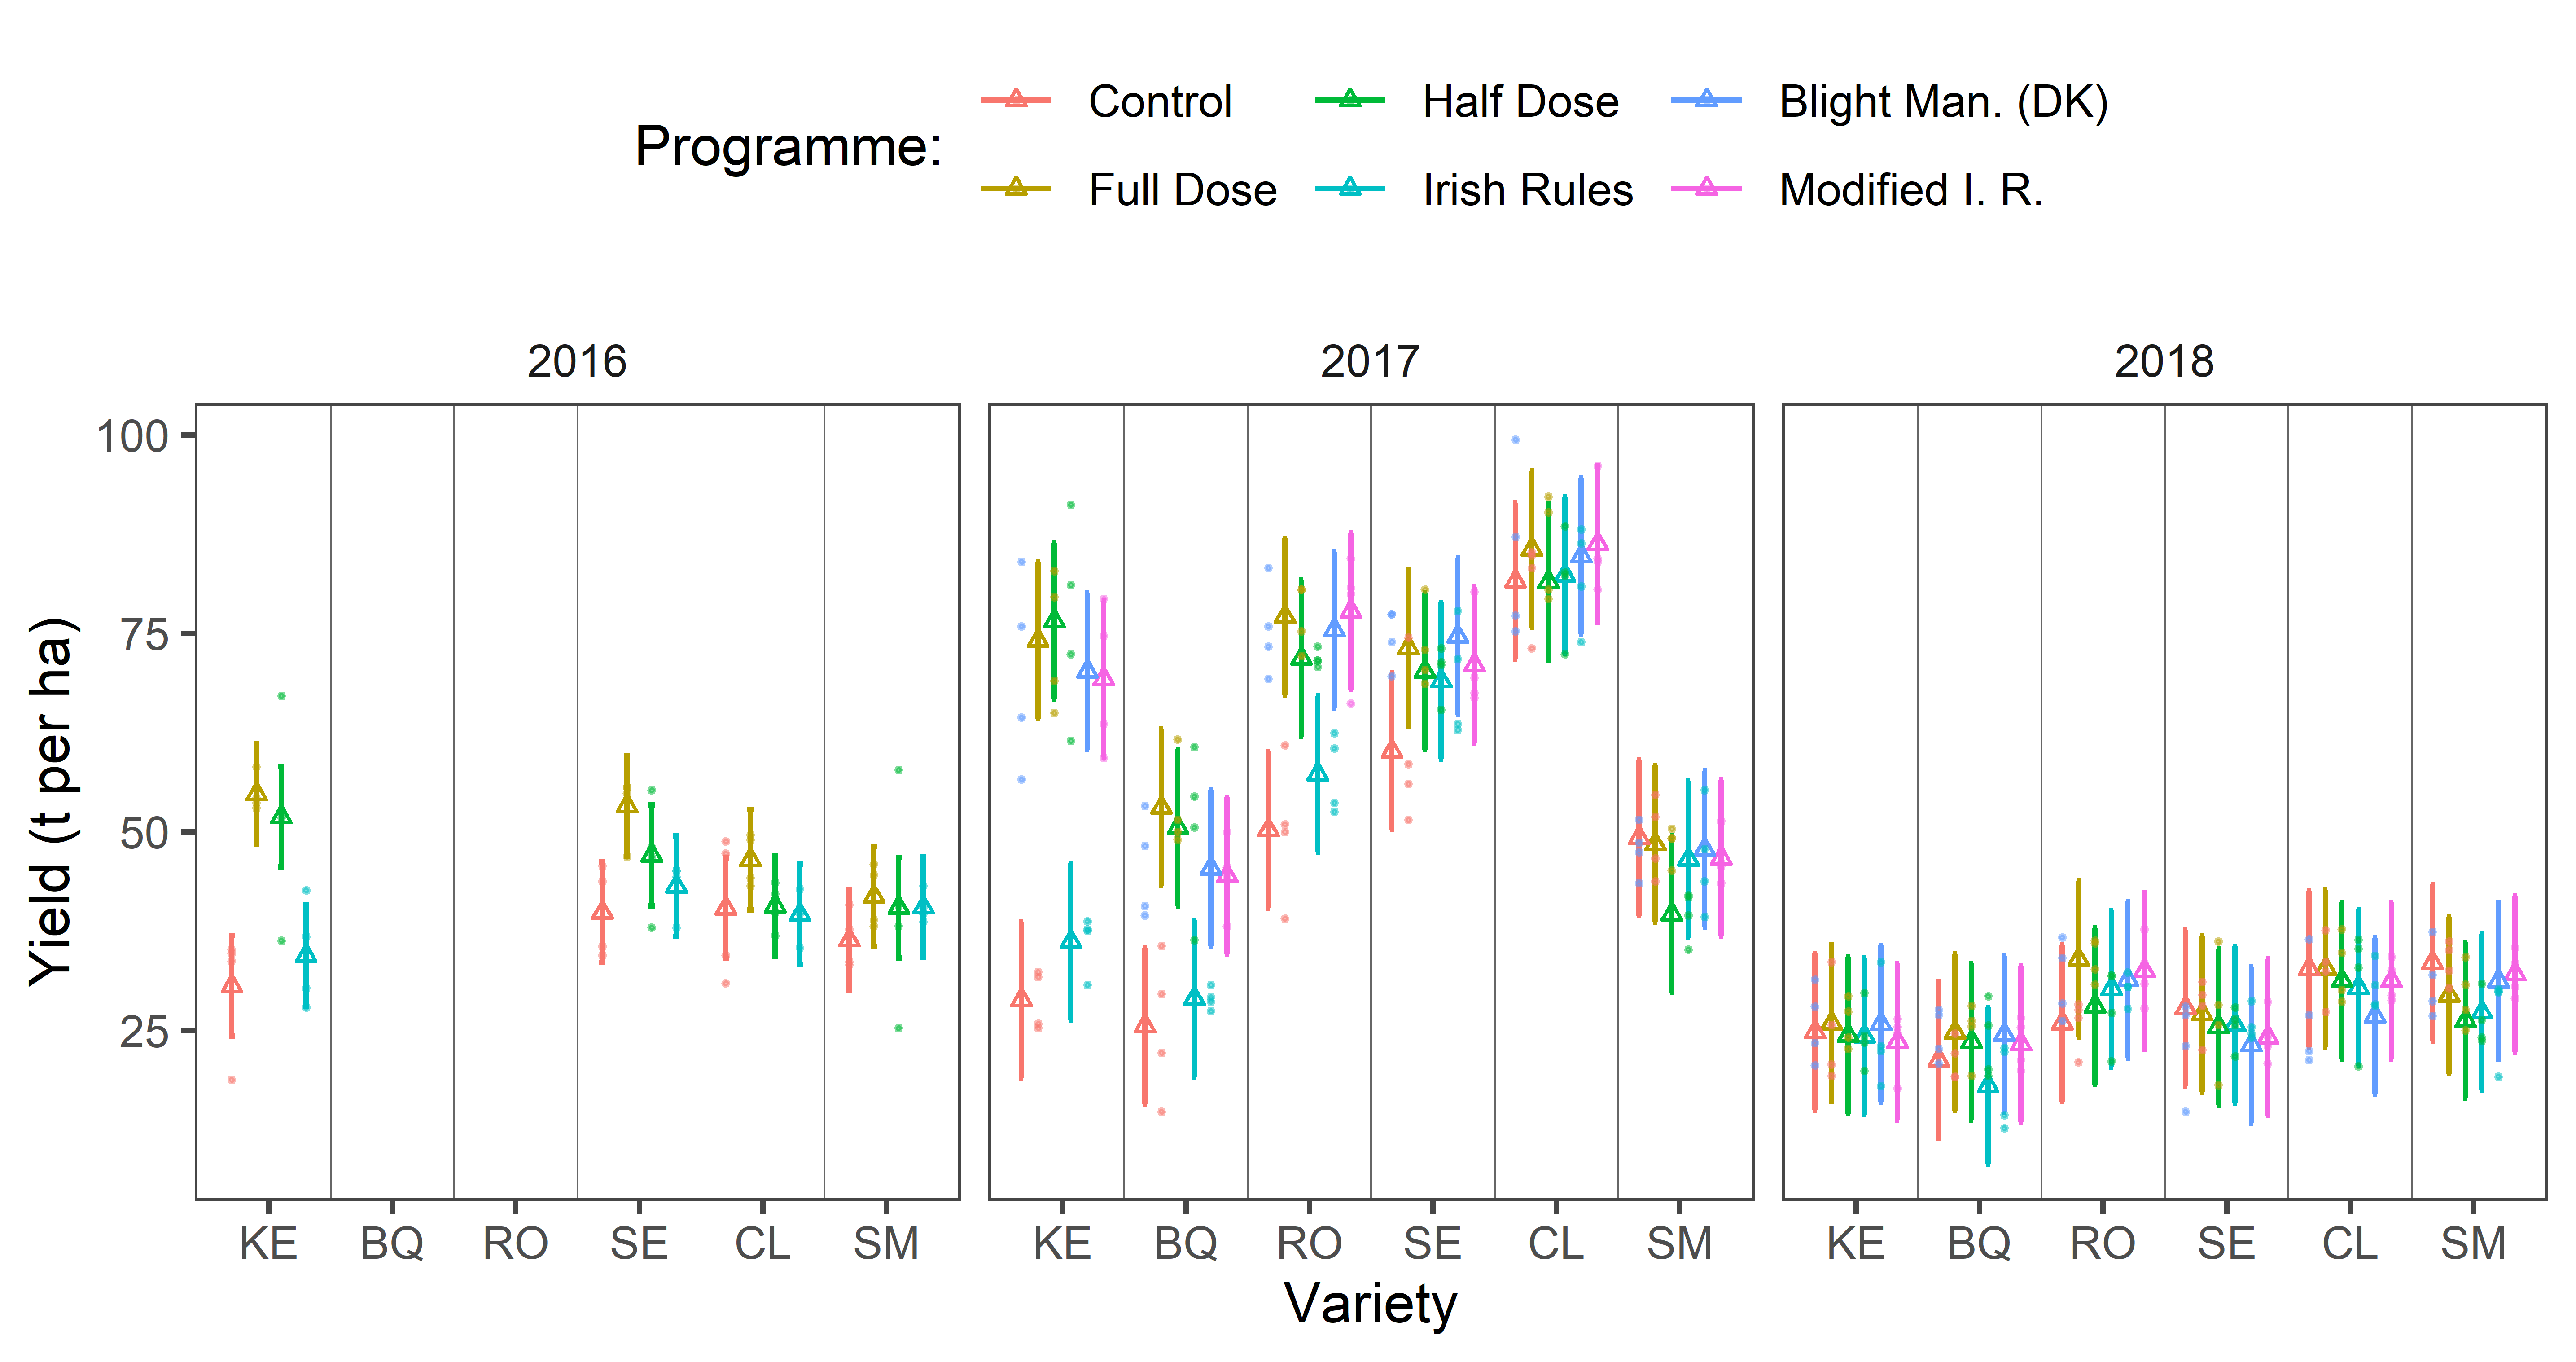 Programme:
Control
Half Dose
Blight Man. (DK)
Full Dose
Irish Rules
Modified I. R.
2016
2017
2018
Yield (t per ha)
100
75
50
25
KE BQ RO SE CL SM
KE BQ RO SE CL SM
KE BQ RO SE CL SM
Variety